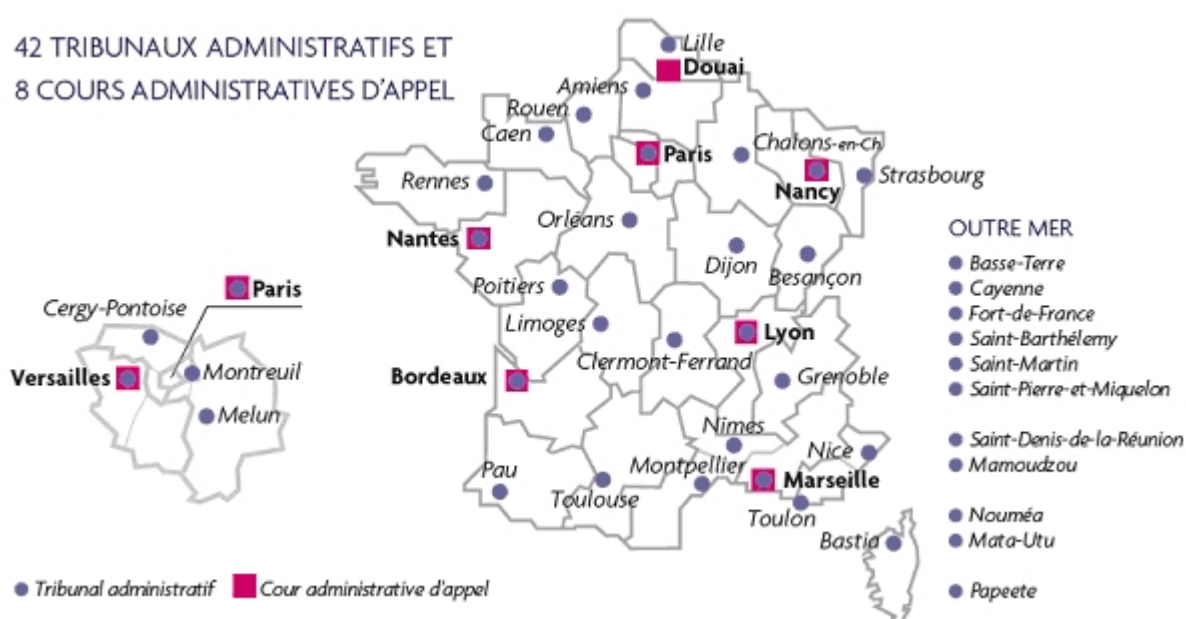 42 TRIBUNAUX ADMINISTRATIFS ET
8 COURS ADMINISTRATIVES D'APPEL
Lille
Douai
Amiens
Rouen
Caen
Paris
Chalons-en-Ch
Nancy
Strasbourg
Rennes
Orléans
Nantes
Dijon
Besançon
Poitiers
Limoges
Clermont-Ferrand
Lyon
Bordeaux
Grenoble
Nîmes
Nice
Pau
Toulouse
Montpellier
Marseille
Toulon
Bastia
Paris
Cergy-Pontoise
Versailles
Montreuil
Melun
OUTRE MER
Basse-Terre
Cayenne
Fort-de-France
Saint-Barthélemy
Saint-Martin
Saint-Pierre-et-Miquelon
Saint-Denis-de-la-Réunion
Mamoudzou
Nouméa
Mata-Utu
Papeete
Tribunal administratif
Cour administrative d'appel